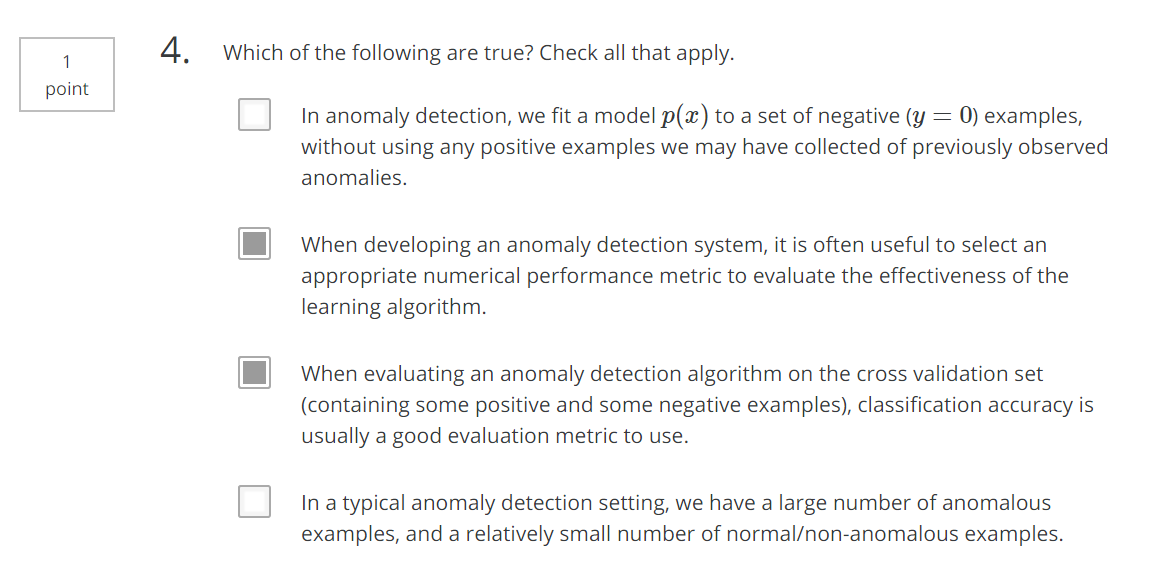 1
point
4. Which of the following are true? Check all that apply.
In anomaly detection, we fit a model p(x) to a set of negative (y = 0) examples,
without using any positive examples we may have collected of previously observed
anomalies.
When developing an anomaly detection system, it is often useful to select an
appropriate numerical performance metric to evaluate the effectiveness of the
learning algorithm.
When evaluating an anomaly detection algorithm on the cross validation set
(containing some positive and some negative examples), classification accuracy is
usually a good evaluation metric to use.
In a typical anomaly detection setting, we have a large number of anomalous
examples, and a relatively small number of normal/non-anomalous examples.